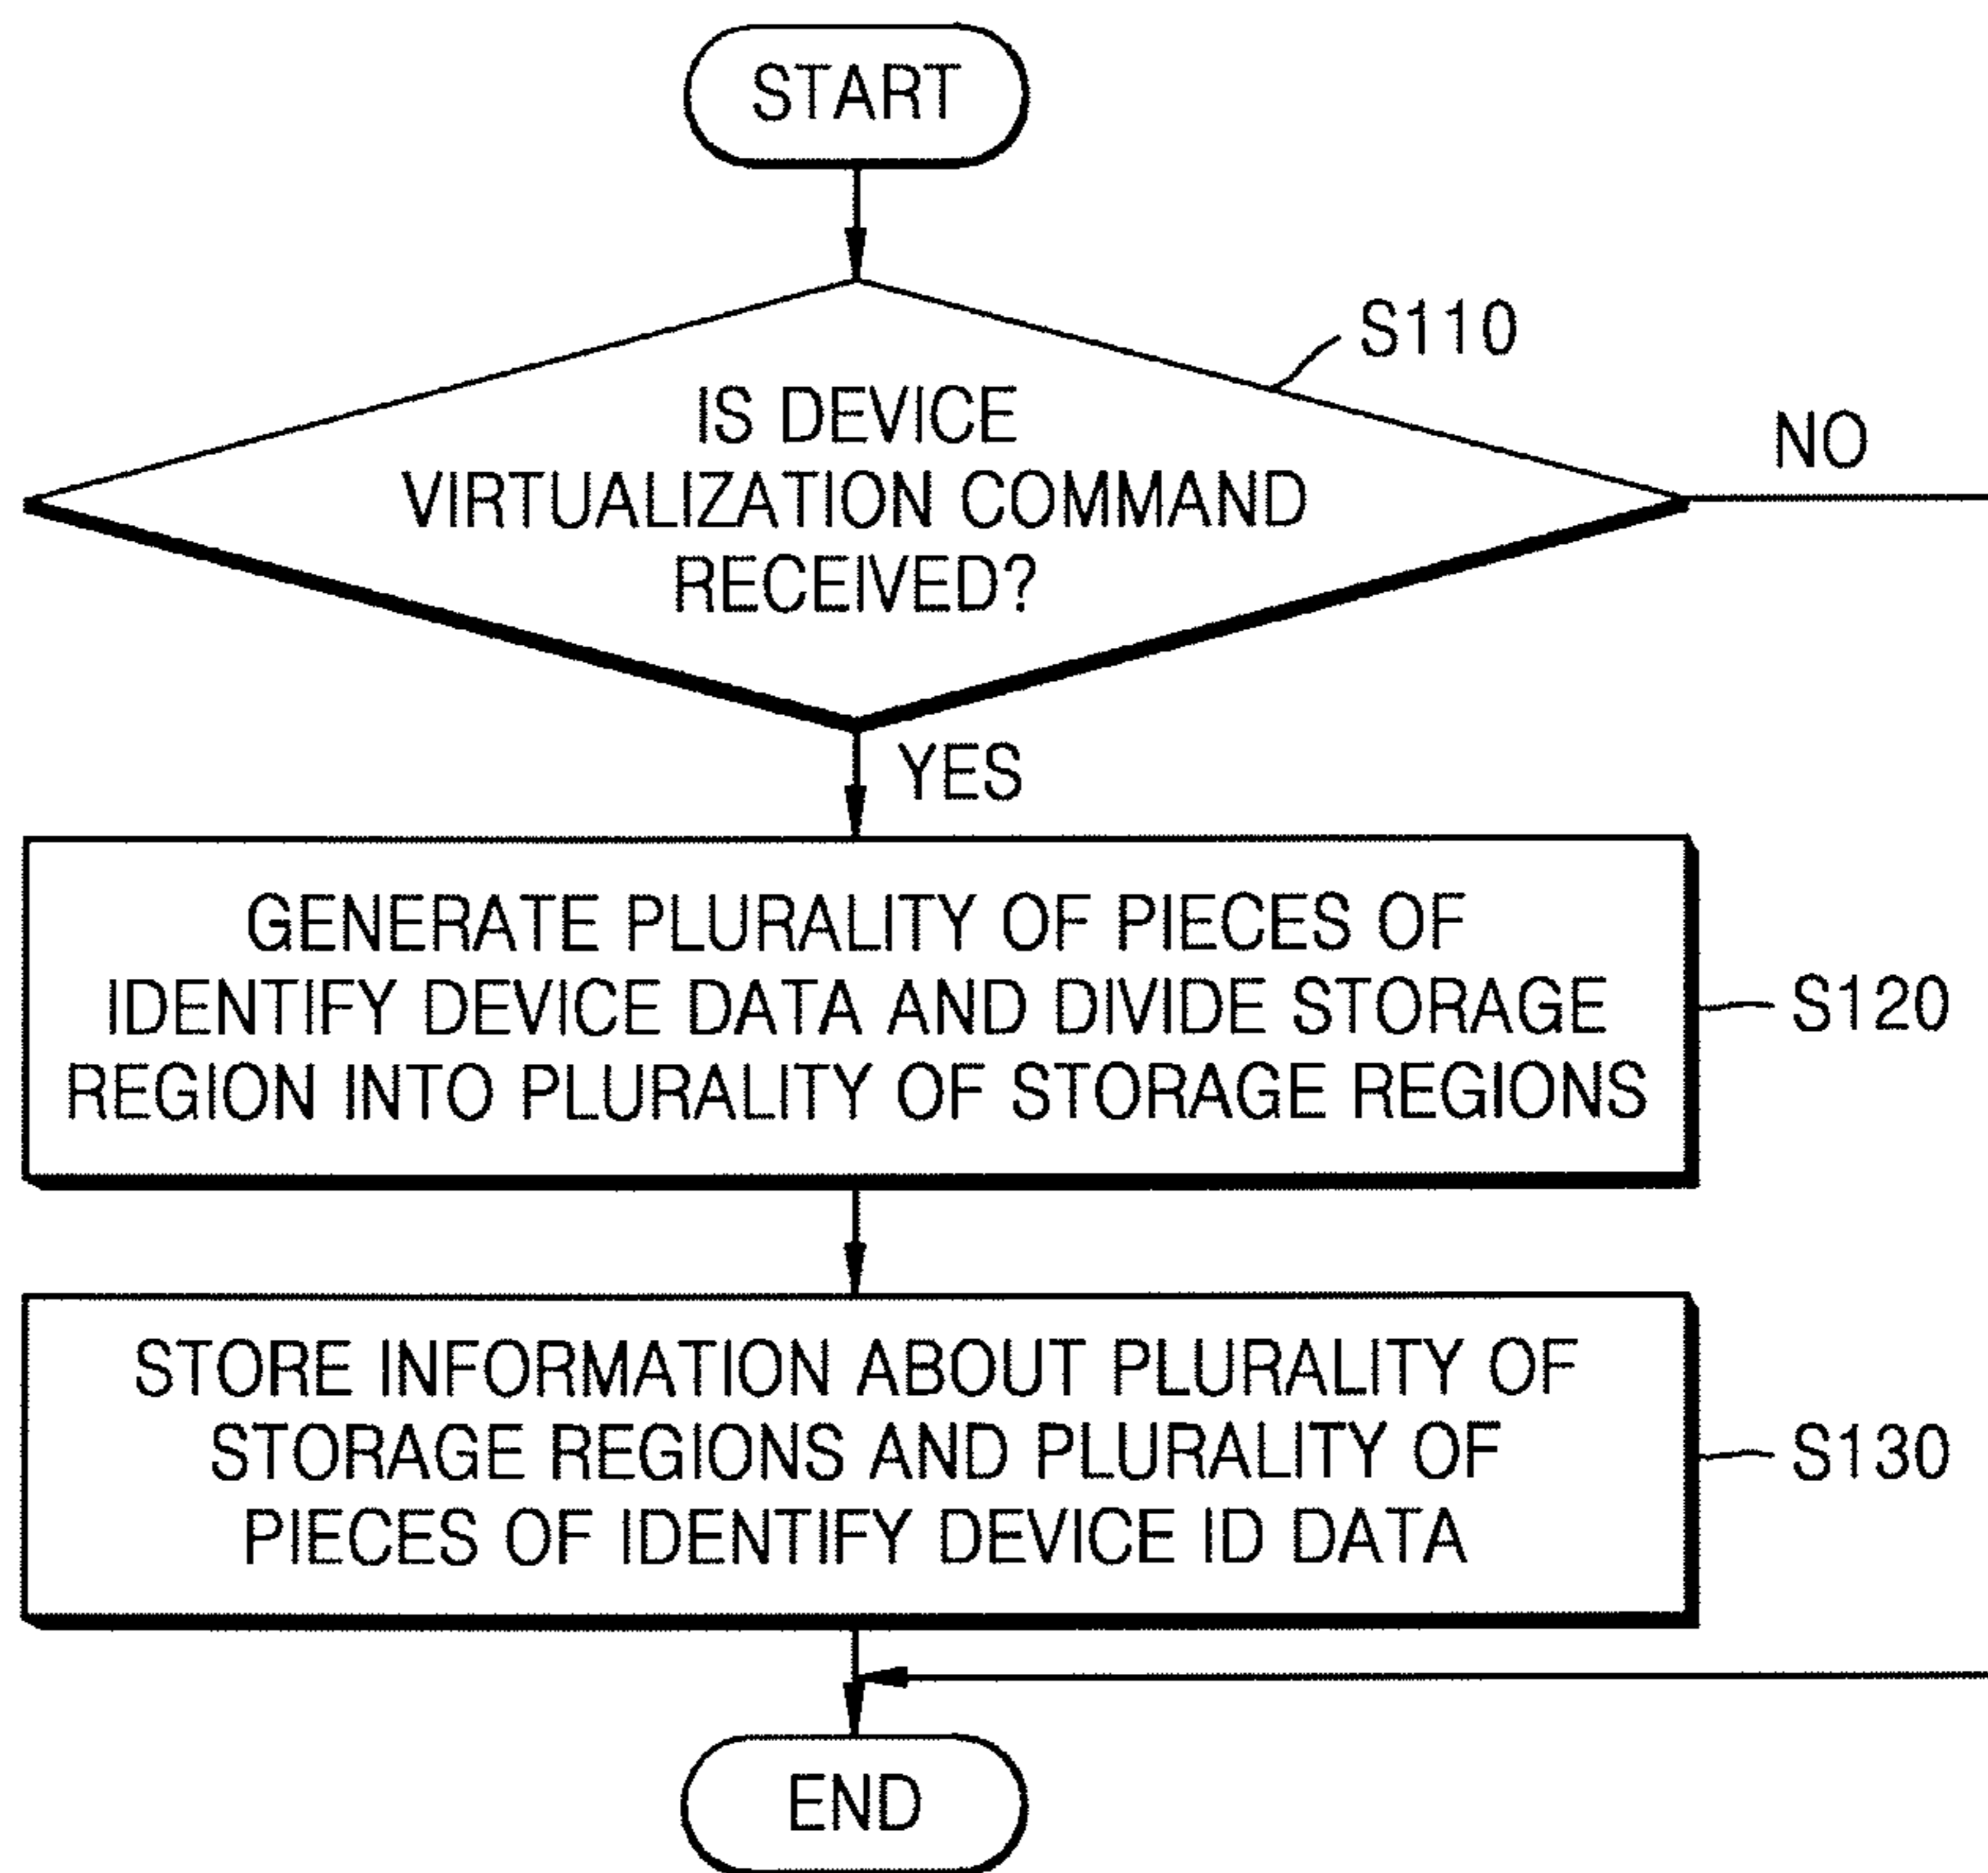 START
S110
IS DEVICE
VIRTUALIZATION COMMAND
RECEIVED?
NO
YES
GENERATE PLURALITY OF PIECES OF
IDENTIFY DEVICE DATA AND DIVIDE STORAGE
REGION INTO PLURALITY OF STORAGE REGIONS
S120
STORE INFORMATION ABOUT PLURALITY OF
STORAGE REGIONS AND PLURALITY OF
PIECES OF IDENTIFY DEVICE ID DATA
S130
END